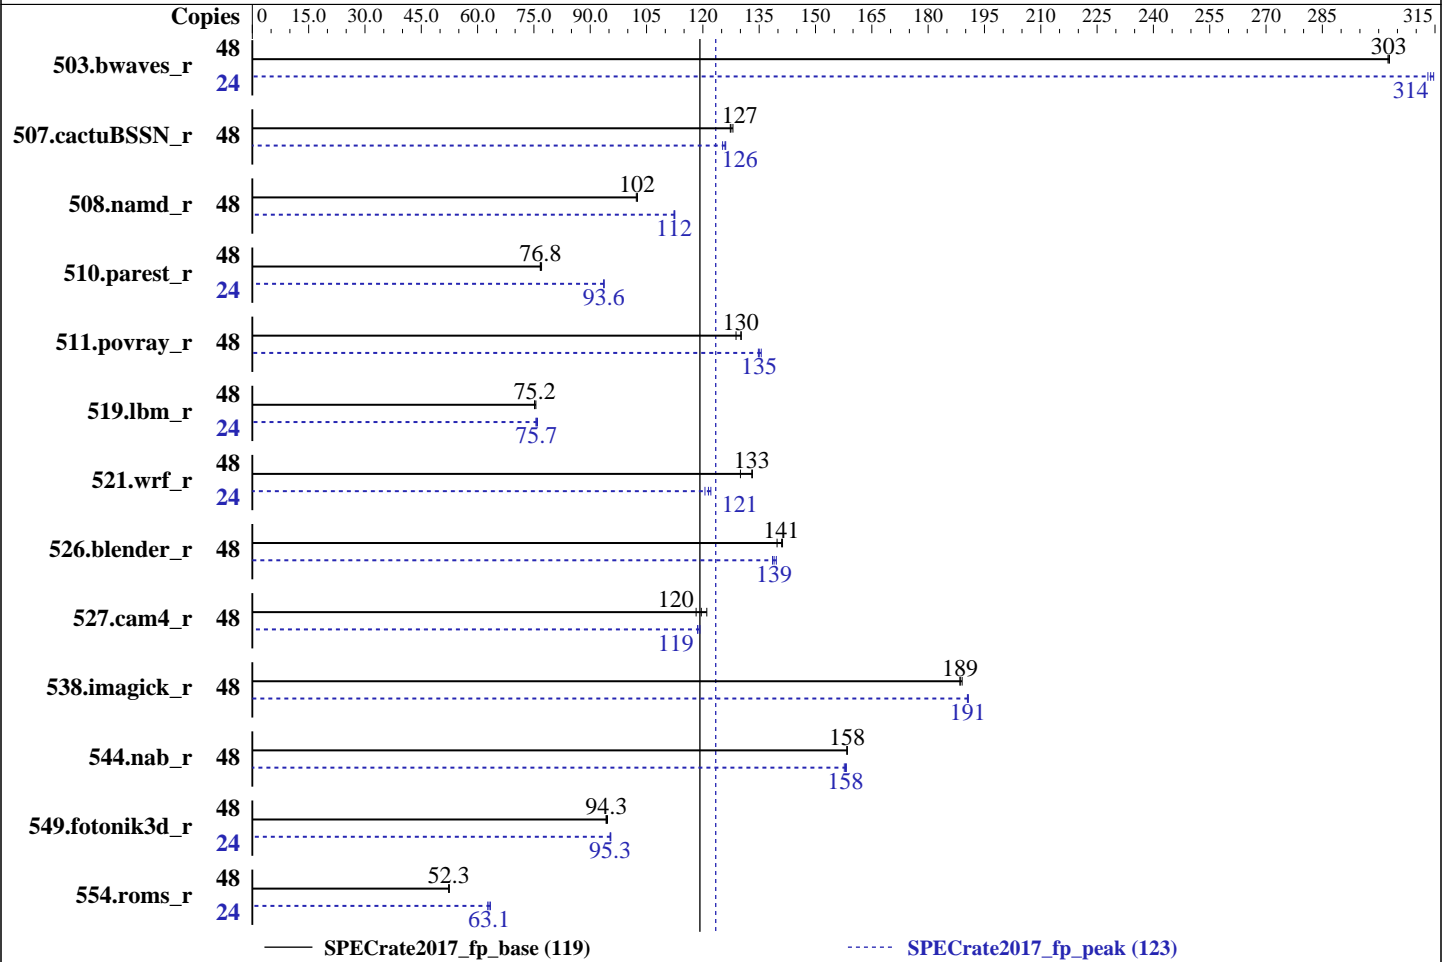 Copies 0 15.0 30.0 45.0 60.0 75.0 90.0 105 120 135 150 165 180 195 210 225 240 255 270 285 315
503.bwaves_r 48 303
24 314
507.cactuBSSN_r 48 127
126
508.namd_r 48 102
112
510.parest_r 48 76.8
24 93.6
511.povray_r 48 130
135
519.lbm_r 48 75.2
24 75.7
521.wrf_r 48 133
24 121
526.blender_r 48 141
139
527.cam4_r 48 120
119
538.imagick_r 48 189
191
544.nab_r 48 158
158
549.fotonik3d_r 48 94.3
24 95.3
554.roms_r 48 52.3
24 63.1
SPECrate2017_fp_base (119) SPECrate2017_fp_peak (123)